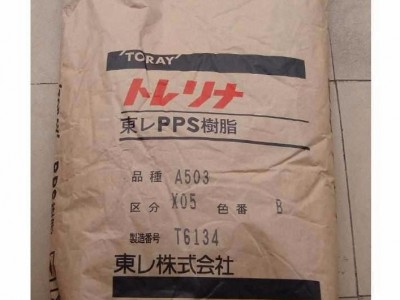 TORAY
トレリナ
東レPPS樹脂
品種 A503
区分 X05 色番 B
製造番号 T6134
東レ株式会社